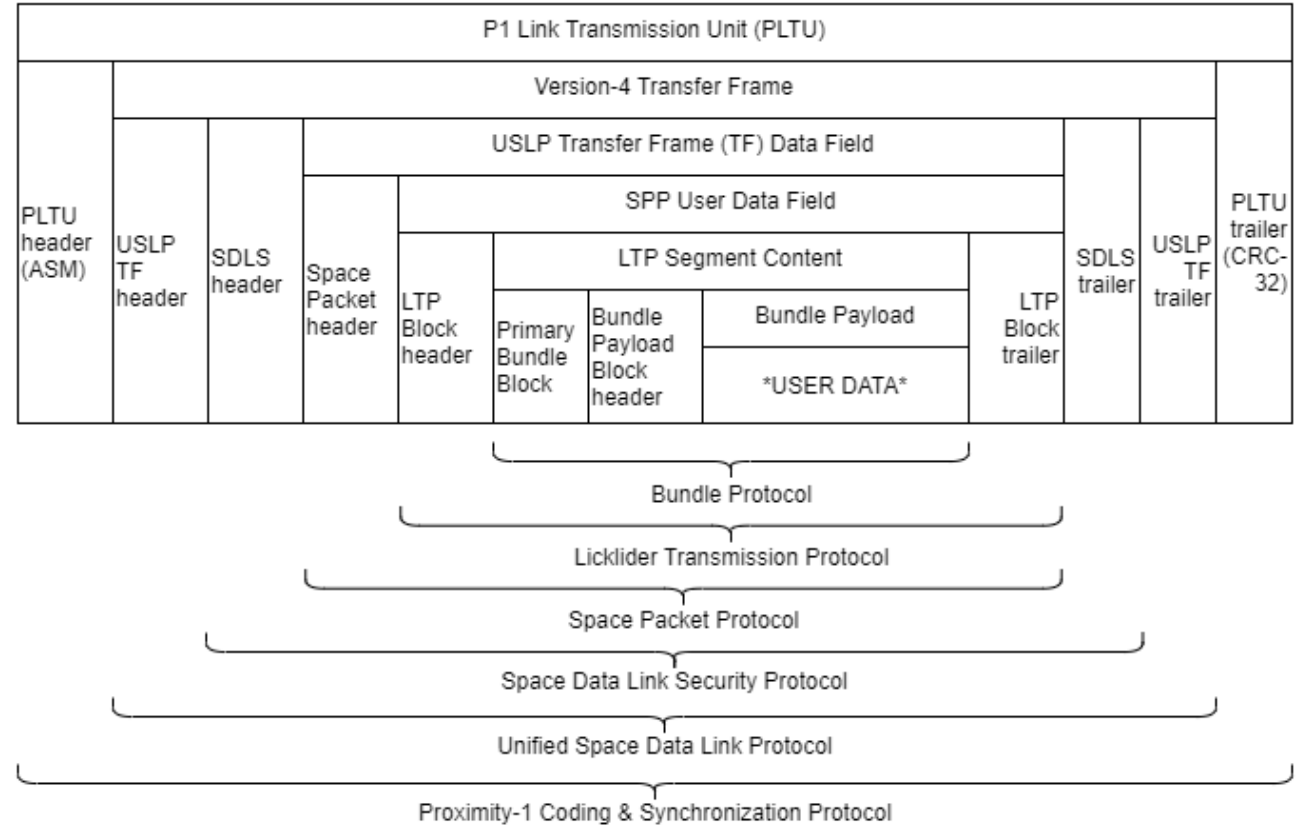 P1 Link Transmission Unit (PLTU)
Version-4 Transfer Frame
USLP Transfer Frame (TF) Data Field
SPP User Data Field
LTP Segment Content
Bundle Payload
*USER DATA*
PLTU
header
(ASM)
USLP
TF
header
SDLS
header
Space
Packet
header
LTP
Block
header
Primary
Bundle
Block
Bundle
Payload
Block
header
LTP
Block
trailer
SDLS
trailer
USLP
TF
trailer
PLTU
trailer
(CRC-
32)
Bundle Protocol
Licklider Transmission Protocol
Space Packet Protocol
Space Data Link Security Protocol
Unified Space Data Link Protocol
Proximity-1 Coding & Synchronization Protocol